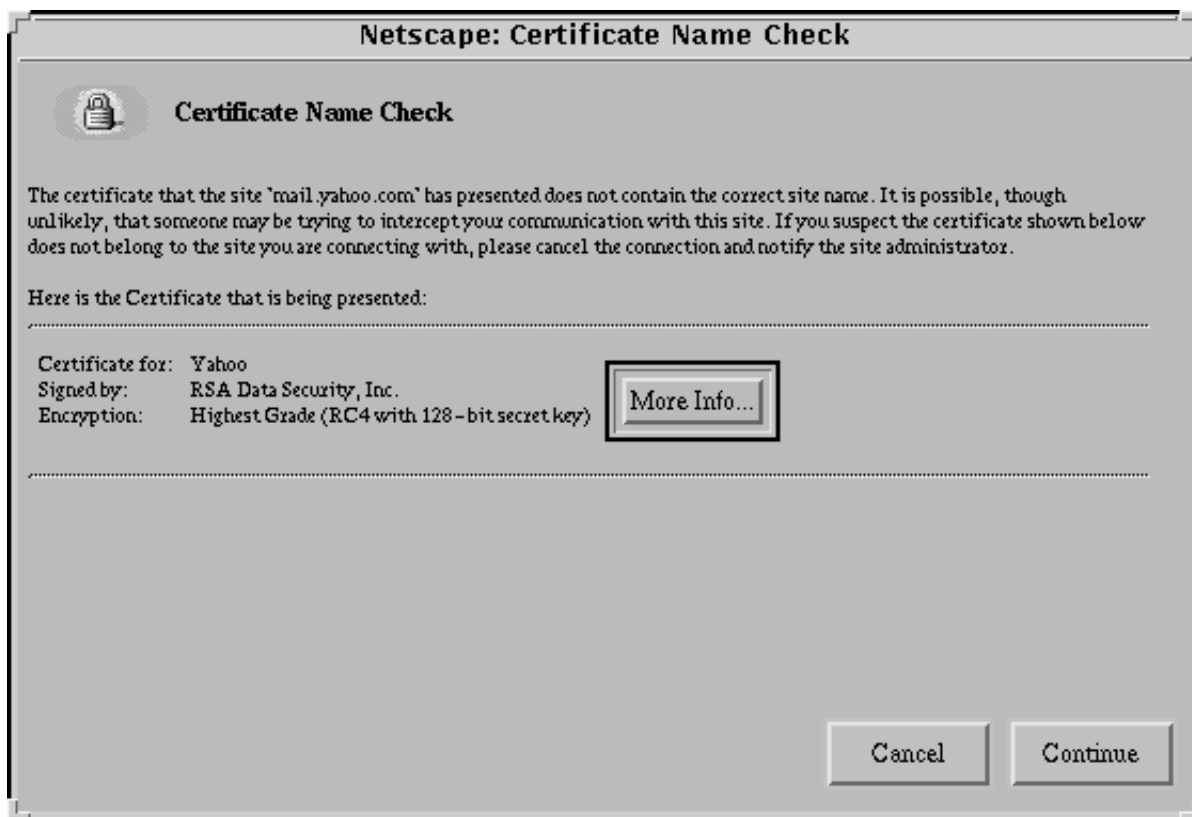 Netscape: Certificate Name Check
Certificate Name Check
The certificate that the site `mail.yahoo.com' has presented does not contain the correct site name. It is possible, though
unlikely, that someone may be trying to intercept your communication with this site. If you suspect the certificate shown below
does not belong to the site you are connecting with, please cancel the connection and notify the site administrator.
Here is the Certificate that is being presented:
Certificate for: Yahoo
Signed by: RSA Data Security, Inc.
Encryption: Highest Grade (RC4 with 128-bit secret key)
More Info...
Cancel Continue